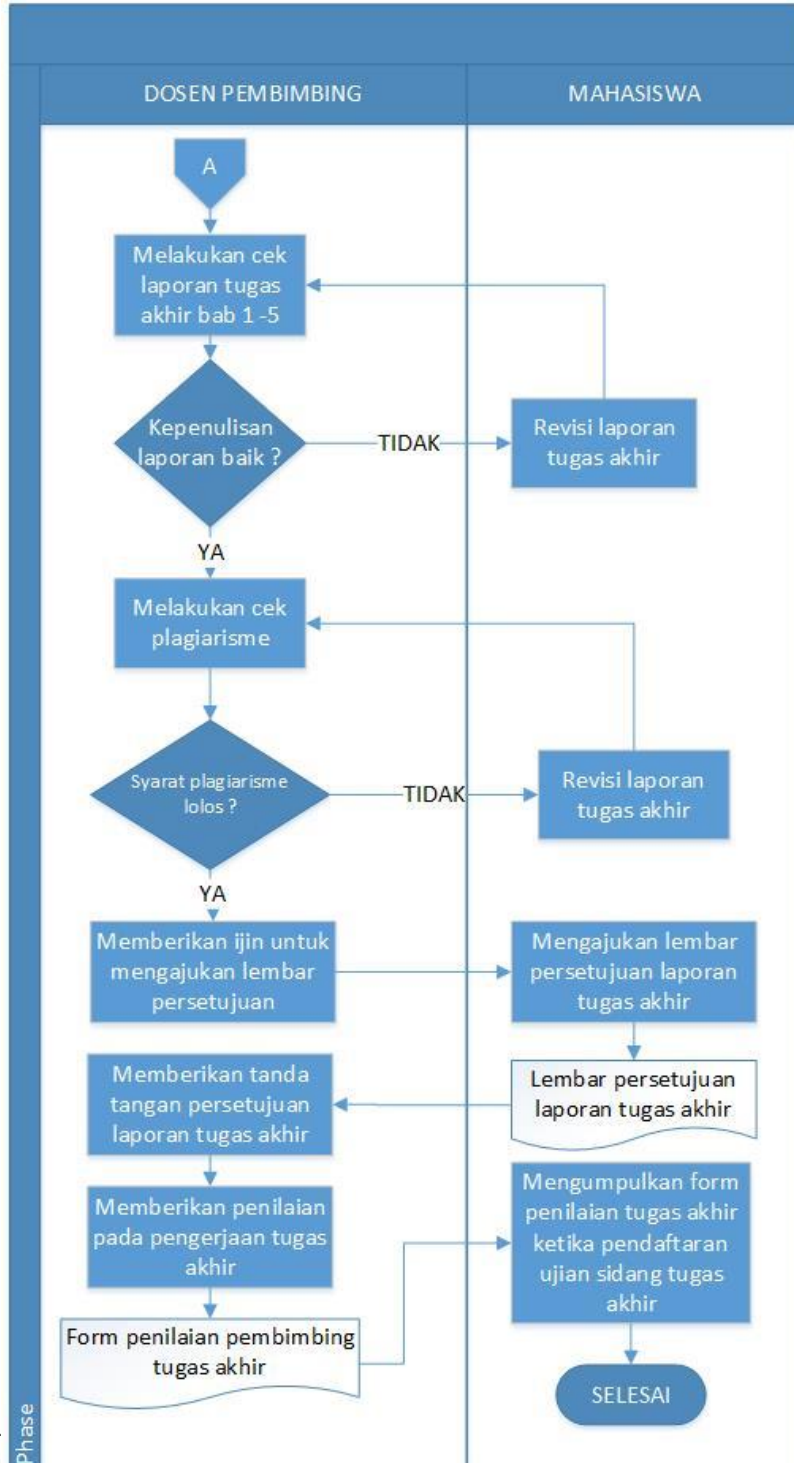 DOSEN PEMBIMBING
MAHASISWA
A
Melakukan cek
laporan tugas
akhir bab 1 -5
Kepenulisan
laporan baik ?
TIDAK
Revisi laporan
tugas akhir
YA
Melakukan cek
plagiarisme
Syarat plagiarisme
lolos ?
TIDAK
Revisi laporan
tugas akhir
YA
Memberikan ijin untuk
mengajukan lembar
persetujuan
Mengajukan lembar
persetujuan laporan
tugas akhir
Lembar persetujuan
laporan tugas akhir
Memberikan tanda
tangan persetujuan
laporan tugas akhir
Memberikan penilaian
pada pengerjaan tugas
akhir
Form penilaian pembimbing
tugas akhir
Mengumpulkan form
penilaian tugas akhir
ketika pendaftaran
ujian sidang tugas
akhir
SELESAI
Phase